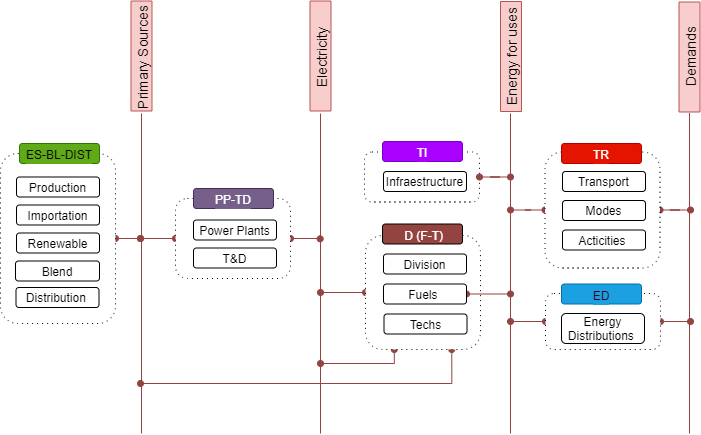 Primary Sources
Electricity
Energy for uses
Demands
ES-BL-DIST
Production
Importation
Renewable
Blend
Distribution
PP-TD
Power Plants
T&D
TI
Infraestructure
D (F-T)
Division
Fuels
Techs
TR
Transport
Modes
Acticities
ED
Energy
Distributions